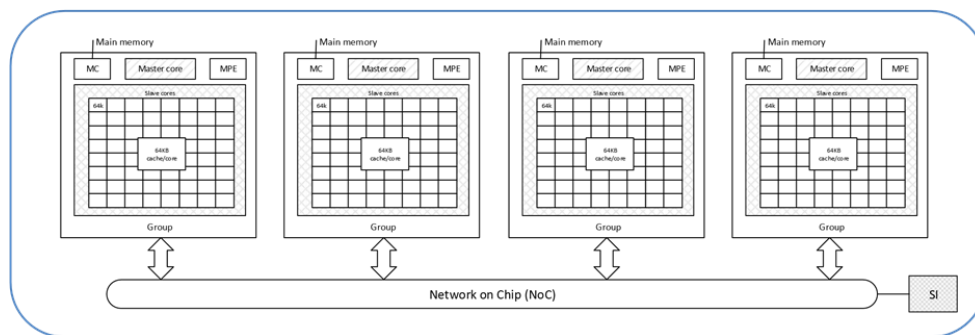 Main memory
MC Master core MPE
Slave cores
64k
64KB
cache/core
Group
Main memory
MC Master core MPE
Slave cores
64k
64KB
cache/core
Group
Main memory
MC Master core MPE
Slave cores
64k
64KB
cache/core
Group
Main memory
MC Master core MPE
Slave cores
64k
64KB
cache/core
Group
Network on Chip (NoC)
SI